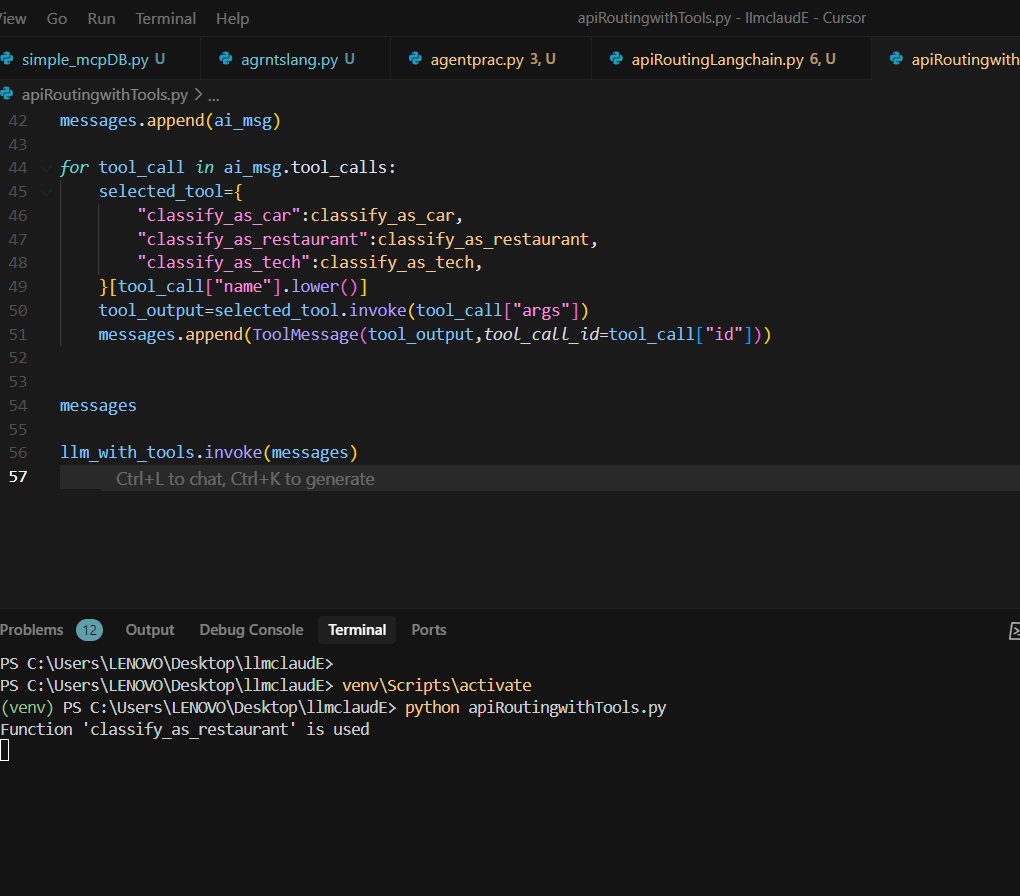 View Go Run Terminal Help apiRoutingwithTools.py - llmclaudE - Cursor
simple_mcpDB.py U agrntslang.py U agentprac.py 3, U apiRoutingLangchain.py 6, U apiRoutingwith
apiRoutingwithTools.py > ...
42 messages.append(ai_msg)
43
44 for tool_call in ai_msg.tool_calls:
45     selected_tool={
46         "classify_as_car":classify_as_car,
47         "classify_as_restaurant":classify_as_restaurant,
48         "classify_as_tech":classify_as_tech,
49     }[tool_call["name"].lower()]
50     tool_output=selected_tool.invoke(tool_call["args"])
51     messages.append(ToolMessage(tool_output,tool_call_id=tool_call["id"]))
52
53
54 messages
55
56 llm_with_tools.invoke(messages)
57 Ctrl+L to chat, Ctrl+K to generate
Problems 12 Output Debug Console Terminal Ports
PS C:\Users\LENOVO\Desktop\llmclaudE>
PS C:\Users\LENOVO\Desktop\llmclaudE> venv\Scripts\activate
(venv) PS C:\Users\LENOVO\Desktop\llmclaudE> python apiRoutingwithTools.py
Function 'classify_as_restaurant' is used